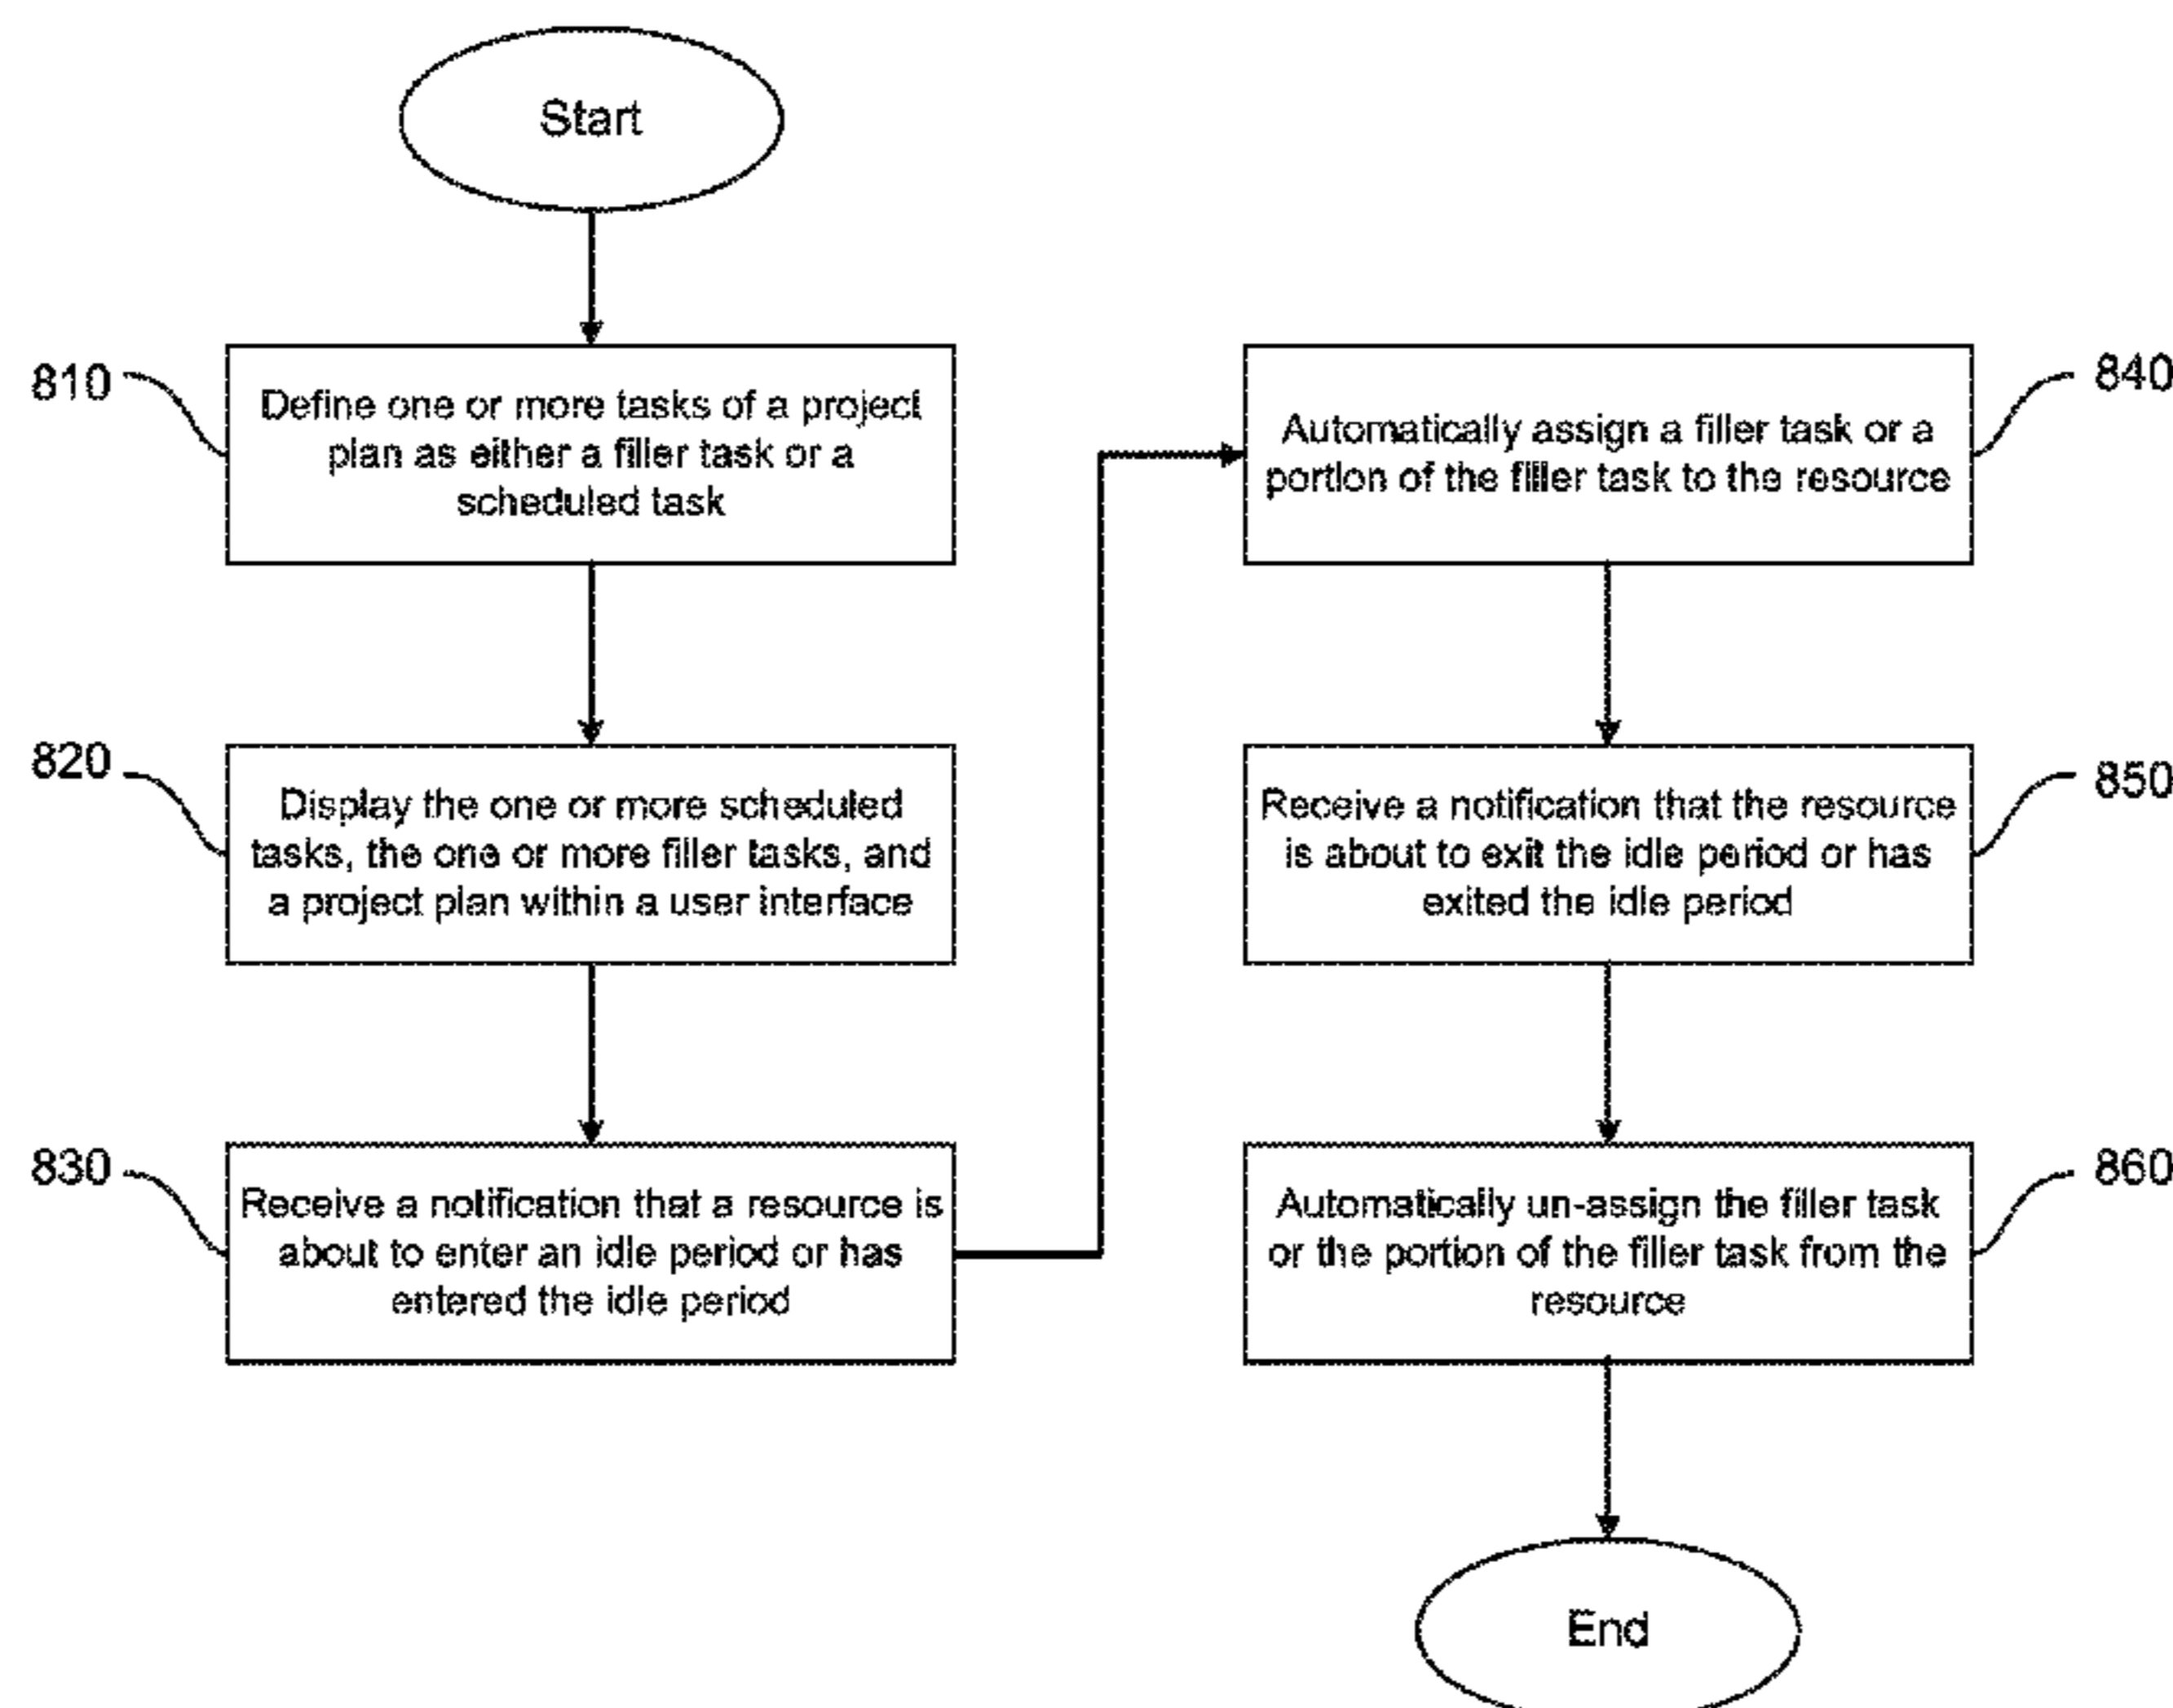 Start
810
Define one or more tasks of a project
plan as either a filler task or a
scheduled task
820
Display the one or more scheduled
tasks, the one or more filler tasks, and
a project plan within a user interface
830
Receive a notification that a resource is
about to enter an idle period or has
entered the idle period
840
Automatically assign a filler task or a
portion of the filler task to the resource
850
Receive a notification that the resource
is about to exit the idle period or has
exited the idle period
860
Automatically un-assign the filler task
or the portion of the filler task from the
resource
End